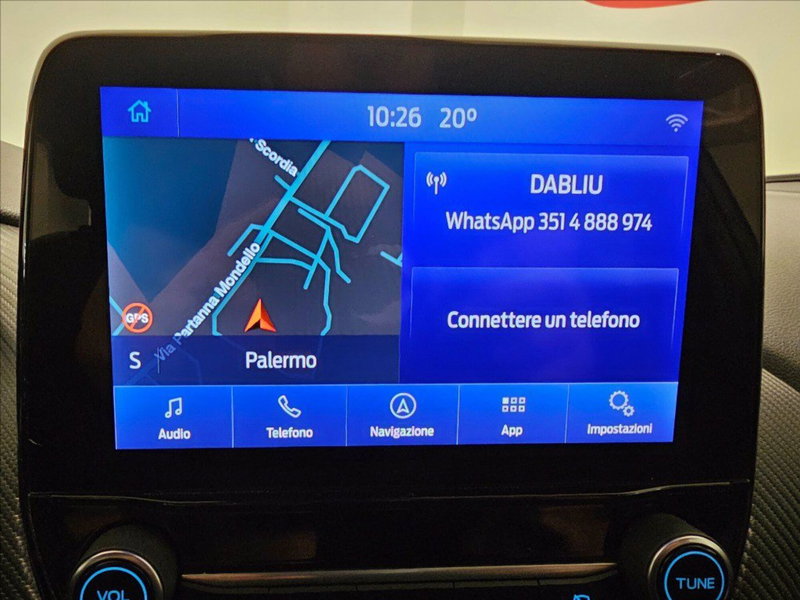 10:26 20°
Scordia
DABLIU
WhatsApp 351 4 888 974
Via Partanna Mondello
GPS
Connettere un telefono
S
Palermo
Audio
Telefono
Navigazione
App
Impostazioni
VOL
TUNE